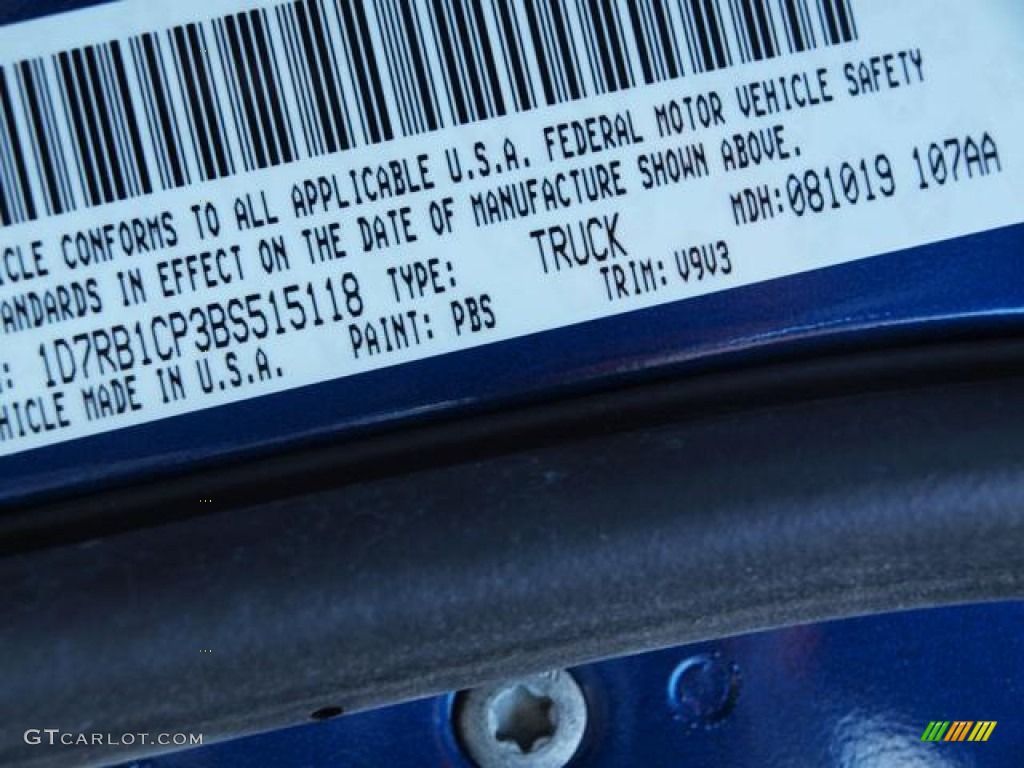 ICLE CONFORMS TO ALL APPLICABLE U.S.A. FEDERAL MOTOR VEHICLE SAFETY
TANDARDS IN EFFECT ON THE DATE OF MANUFACTURE SHOWN ABOVE.
: 1D7RB1CP3BS515118 TYPE: TRUCK MDH:081019 107AA
HICLE MADE IN U.S.A. PAINT: PBS TRIM: V9V3
GTCARLOT.COM